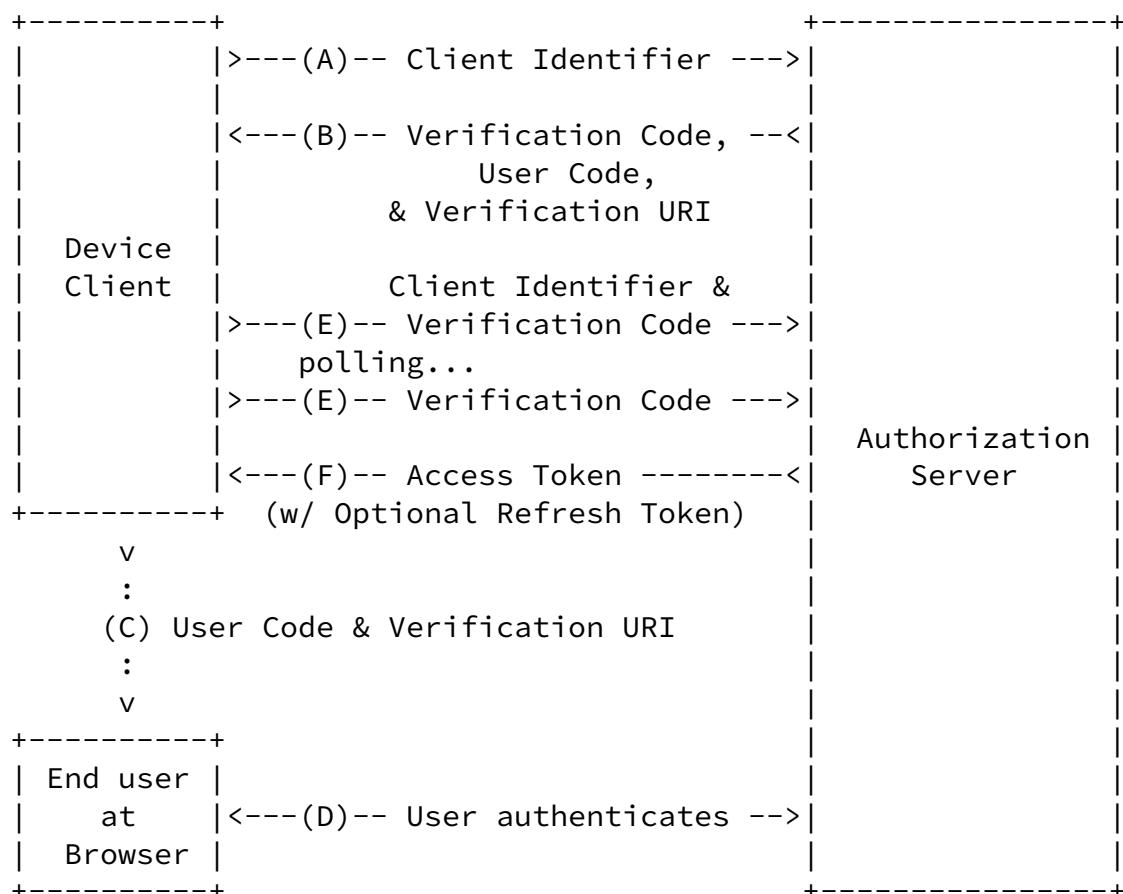 >---(A)-- Client Identifier --->
<---(B)-- Verification Code, --<
User Code,
& Verification URI
Device
Client
Client Identifier &
>---(E)-- Verification Code --->
polling...
>---(E)-- Verification Code --->
Authorization
<---(F)-- Access Token --------<
Server
(w/ Optional Refresh Token)
v
:
(C) User Code & Verification URI
:
v
End user
at
<---(D)-- User authenticates -->
Browser